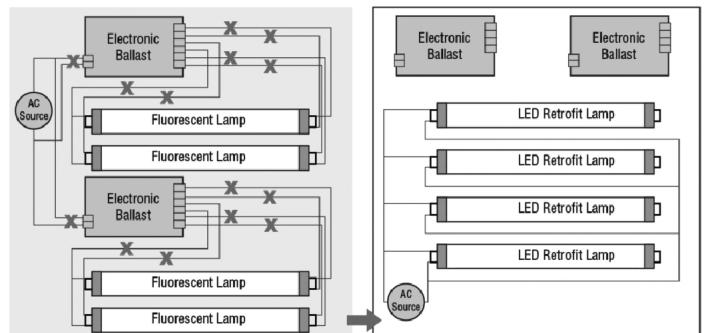 Electronic
Ballast
AC
Source
Fluorescent Lamp
Fluorescent Lamp
Electronic
Ballast
Fluorescent Lamp
Fluorescent Lamp
Electronic
Ballast
Electronic
Ballast
LED Retrofit Lamp
LED Retrofit Lamp
LED Retrofit Lamp
LED Retrofit Lamp
AC
Source